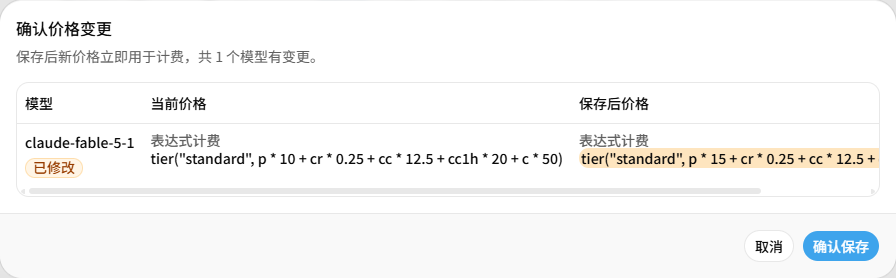 确认价格变更
保存后新价格立即用于计费，共 1 个模型有变更。
模型 当前价格 保存后价格
claude-fable-5-1
已修改
表达式计费
tier("standard", p * 10 + cr * 0.25 + cc * 12.5 + cc1h * 20 + c * 50)
表达式计费
tier("standard", p * 15 + cr * 0.25 + cc * 12.5 +
取消 确认保存